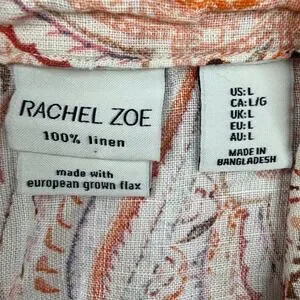 RACHEL ZOE
100% linen
made with
european grown flax
US: L
CA: L/G
UK: L
EU: L
AU: L
MADE IN
BANGLADESH